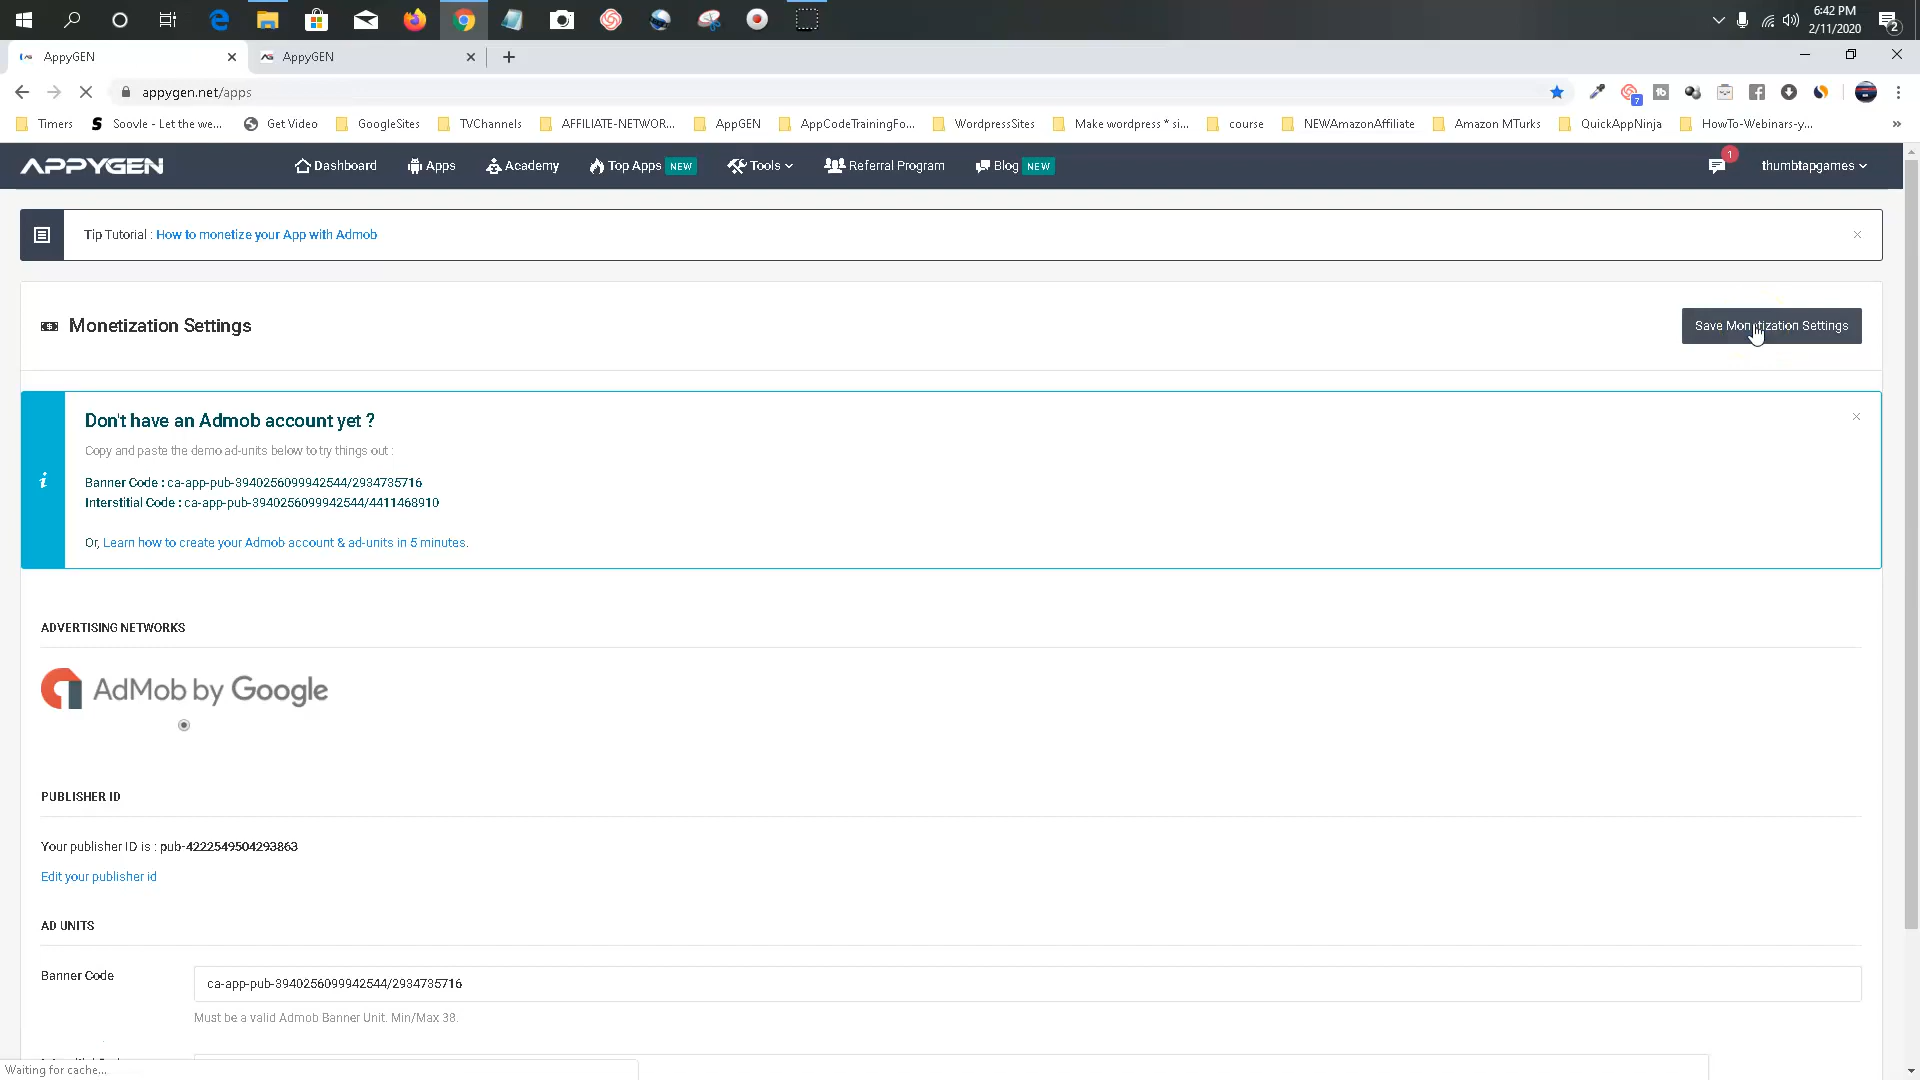 6:42 PM
2/11/2020
2
AppyGEN
AppyGEN
appygen.net/apps
7
Timers
S Soovle - Let the we...
Get Video
GoogleSites
TVChannels
AFFILIATE-NETWOR...
AppGEN
AppCodeTrainingFo...
WordpressSites
Make wordpress * si...
course
NEWAmazonAffiliate
Amazon MTurks
QuickAppNinja
HowTo-Webinars-y...
»
APPYGEN
Dashboard
Apps
Academy
Top Apps NEW
Tools
Referral Program
Blog NEW
1
thumbtapgames
Tip Tutorial : How to monetize your App with Admob
Monetization Settings
Save Monetization Settings
Don't have an Admob account yet ?
Copy and paste the demo ad-units below to try things out :
Banner Code : ca-app-pub-3940256099942544/2934735716
Interstitial Code : ca-app-pub-3940256099942544/4411468910
Or, Learn how to create your Admob account & ad-units in 5 minutes.
ADVERTISING NETWORKS
AdMob by Google
PUBLISHER ID
Your publisher ID is : pub-4222549504293863
Edit your publisher id
AD UNITS
Banner Code
ca-app-pub-3940256099942544/2934735716
Must be a valid Admob Banner Unit. Min/Max 38.
Waiting for cache...